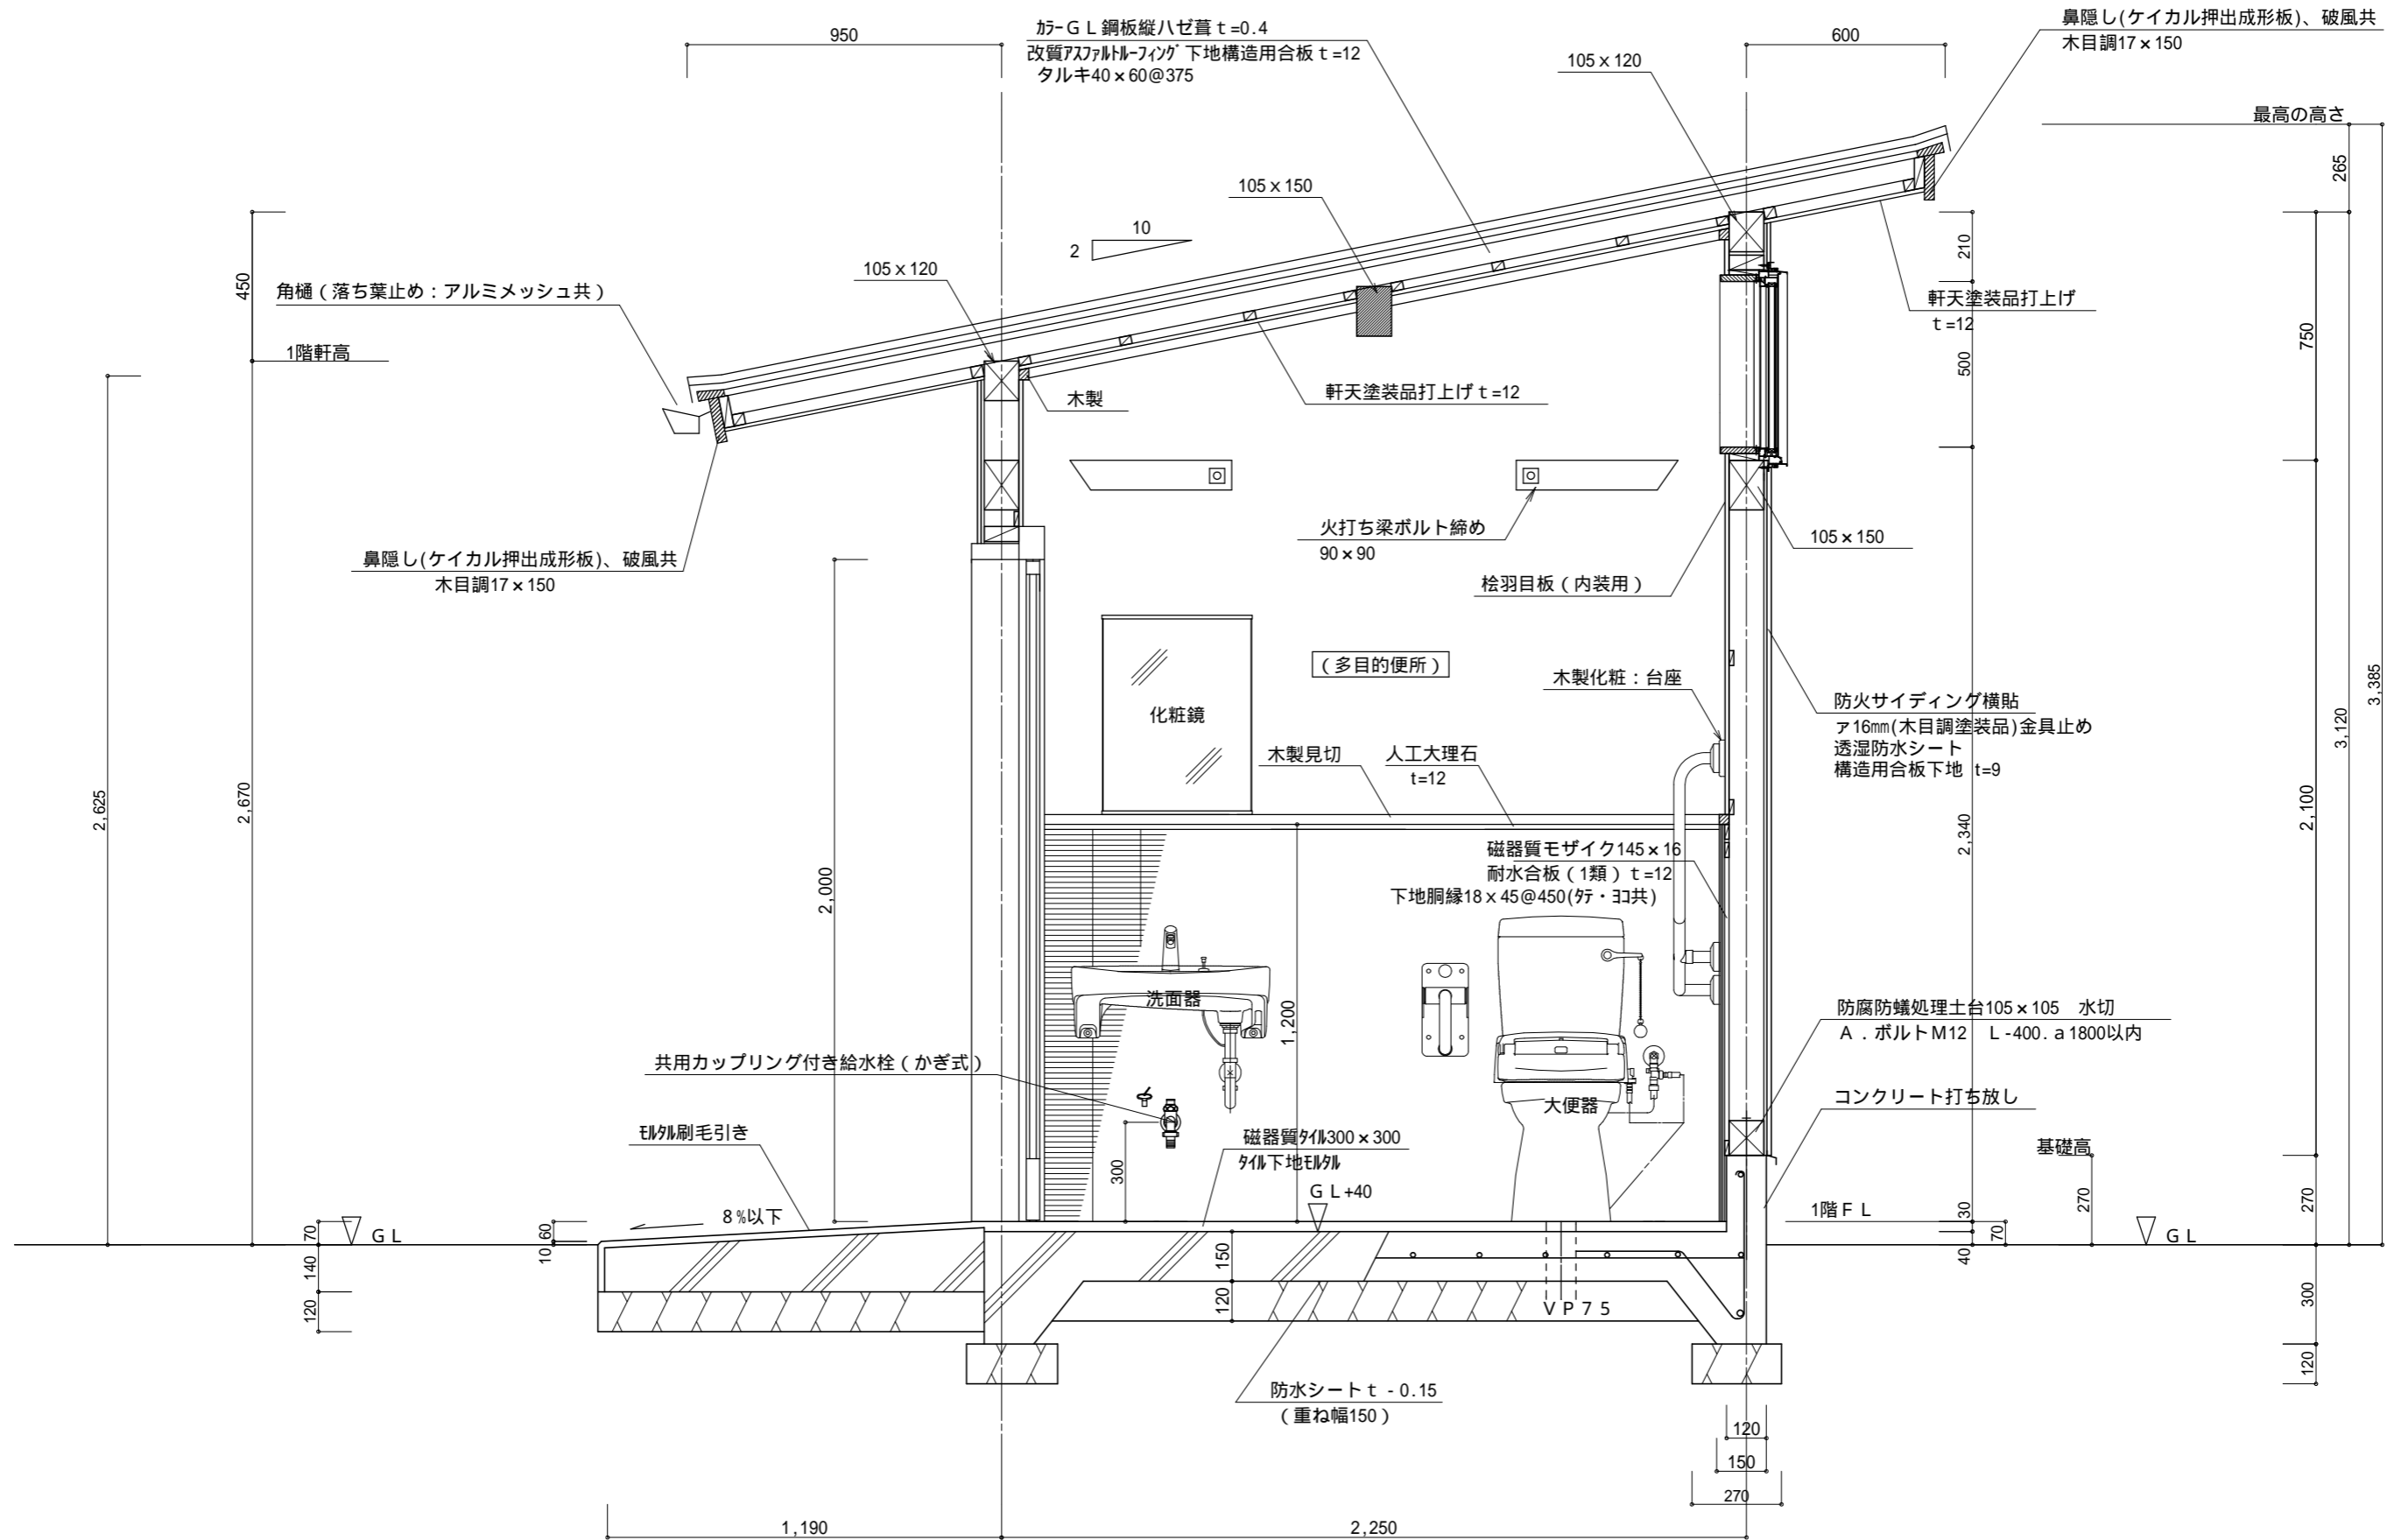 950
ｶﾗｰＧＬ鋼板縦ハゼ葺ｔ=0.4
改質ｱｽﾌｧﾙﾄﾙｰﾌｨﾝｸﾞ下地構造用合板ｔ=12
タルキ40×60@375
600
鼻隠し(ケイカル押出成形板)、破風共
木目調17×150
105×120
最高の高さ
265
105×150
10
2
105×120
210
450
角樋（落ち葉止め：アルミメッシュ共）
軒天塗装品打上げ
ｔ=12
750
1階軒高
500
木製
軒天塗装品打上げｔ=12
火打ち梁ボルト締め
90×90
105×150
鼻隠し(ケイカル押出成形板)、破風共
木目調17×150
桧羽目板（内装用）
（多目的便所）
木製化粧：台座
3,385
化粧鏡
防火サイディング横貼
ァ16㎜(木目調塗装品)金具止め
透湿防水シート
構造用合板下地 t=9
3,120
木製見切
人工大理石
t=12
2,625
2,670
2,100
2,340
2,000
磁器質モザイク145×16
耐水合板（1類）ｔ=12
下地胴縁18×45@450(ﾀﾃ・ﾖｺ共)
洗面器
1,200
防腐防蟻処理土台105×105　水切
Ａ．ボルトM12　Ｌ-400.ａ1800以内
共用カップリング付き給水栓（かぎ式）
大便器
コンクリート打ち放し
ﾓﾙﾀﾙ刷毛引き
磁器質ﾀｲﾙ300×300
ﾀｲﾙ下地ﾓﾙﾀﾙ
300
基礎高
270
270
ＧＬ+40
8％以下
1階ＦＬ
30
70
60
70
ＧＬ
ＧＬ
10
40
140
150
120
120
ＶＰ７５
300
120
防水シートｔ-0.15
（重ね幅150）
120
150
270
1,190
2,250